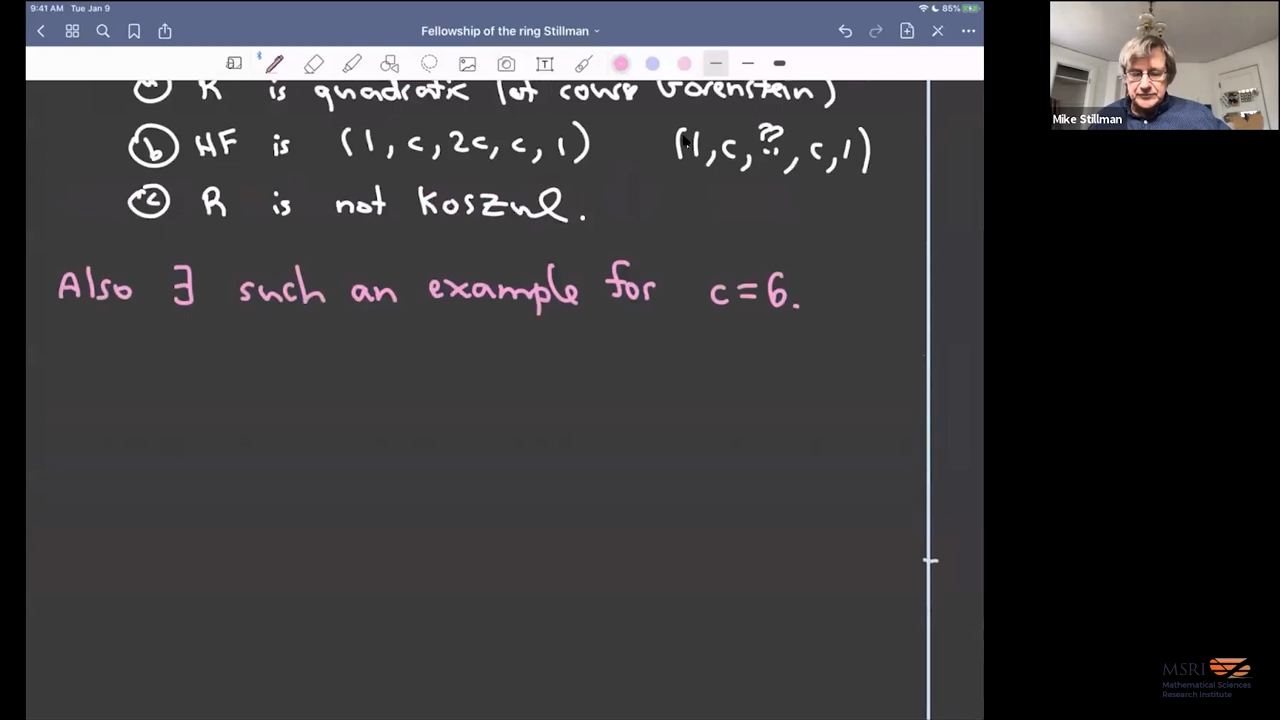 9:41 AM Tue Jan 9
85%
Fellowship of the ring Stillman
R is quadratic (of course Gorenstein)
(b) HF is (1, c, 2c, c, 1) (1, c, ??, c, 1)
(c) R is not Koszul.
Also ∃ such an example for c=6.
Mike Stillman
MSRI
Mathematical Sciences
Research Institute